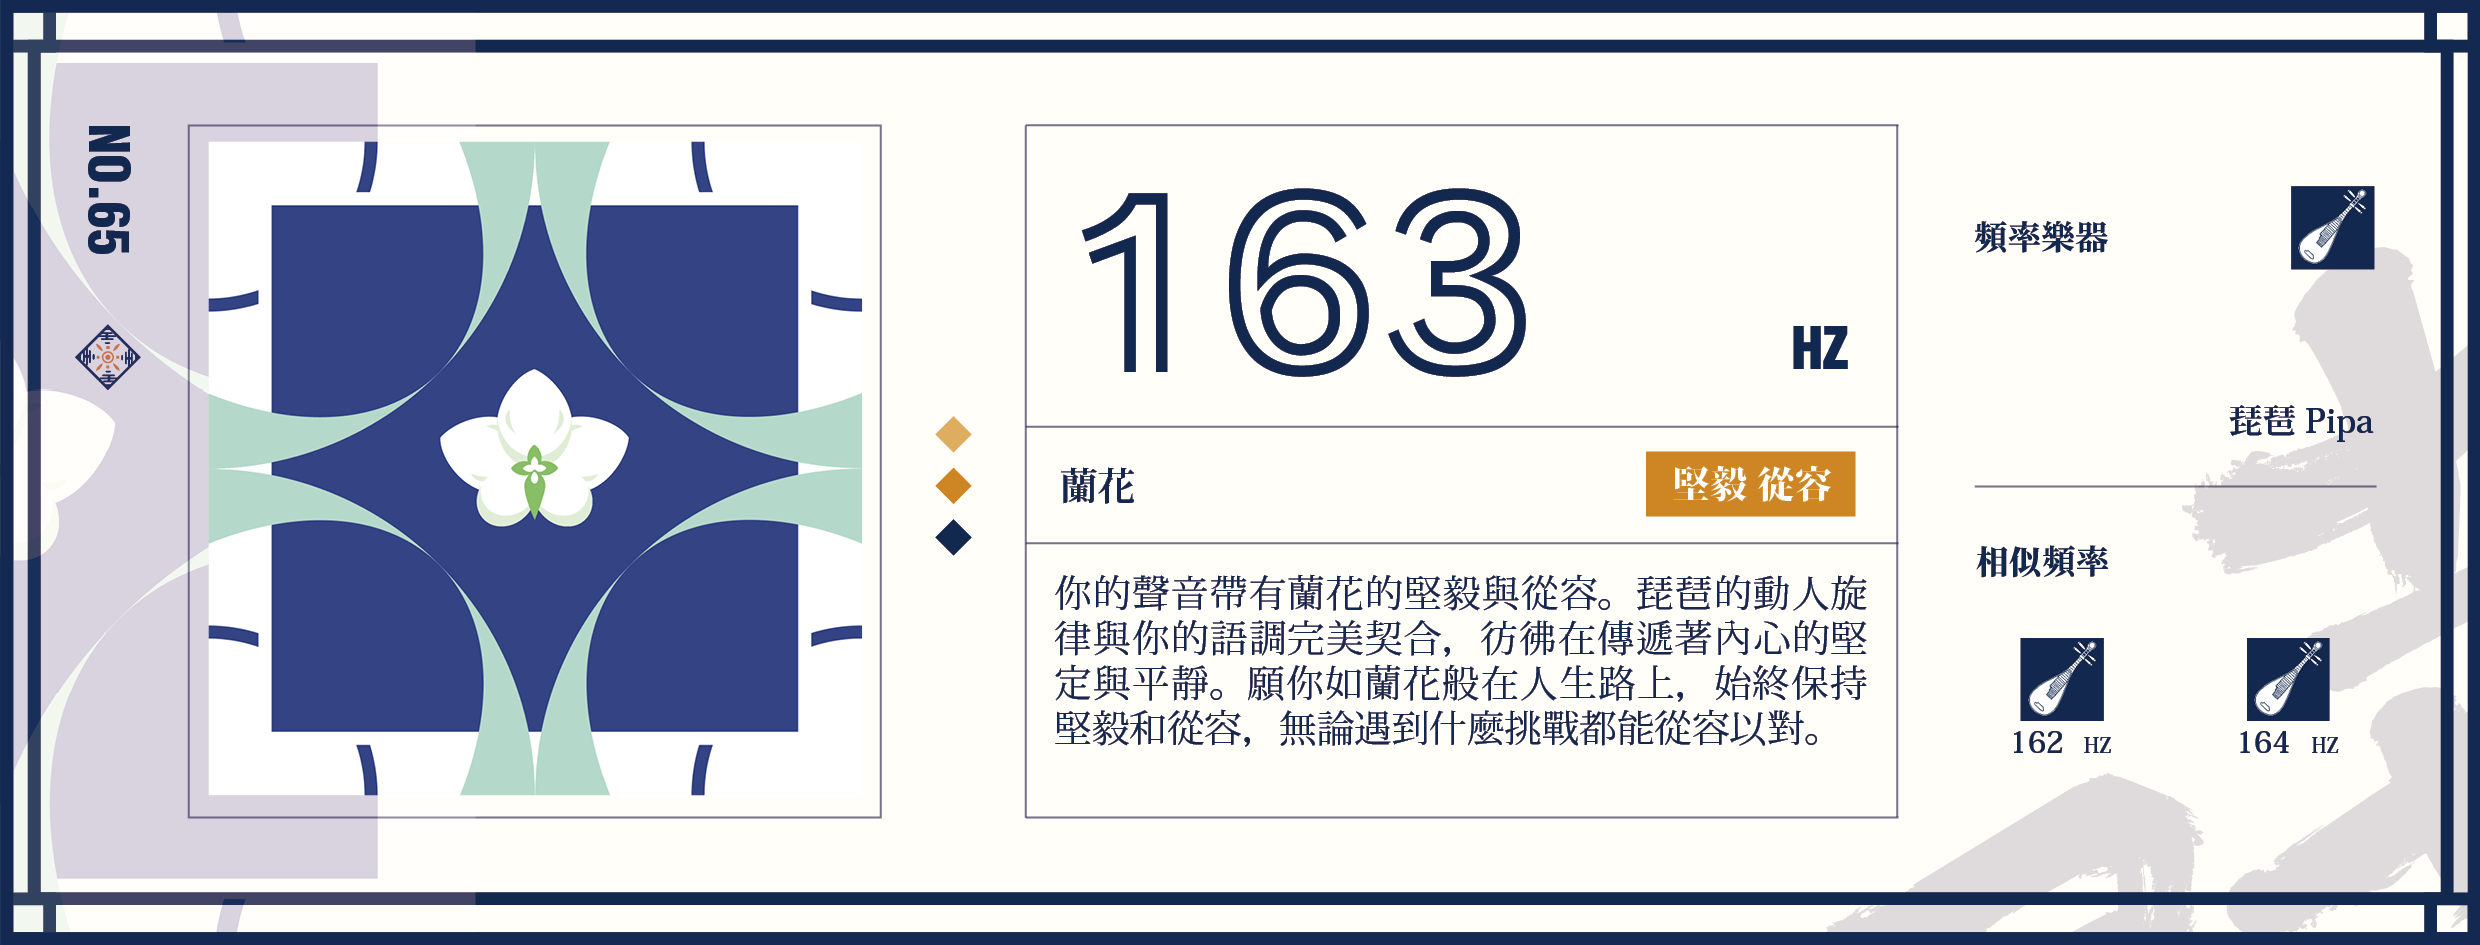 NO.65
163
HZ
蘭花
堅毅 從容
你的聲音帶有蘭花的堅毅與從容。琵琶的動人旋
律與你的語調完美契合，彷彿在傳遞著內心的堅
定與平靜。願你如蘭花般在人生路上，始終保持
堅毅和從容，無論遇到什麼挑戰都能從容以對。
頻率樂器
琵琶 Pipa
相似頻率
162 HZ
164 HZ